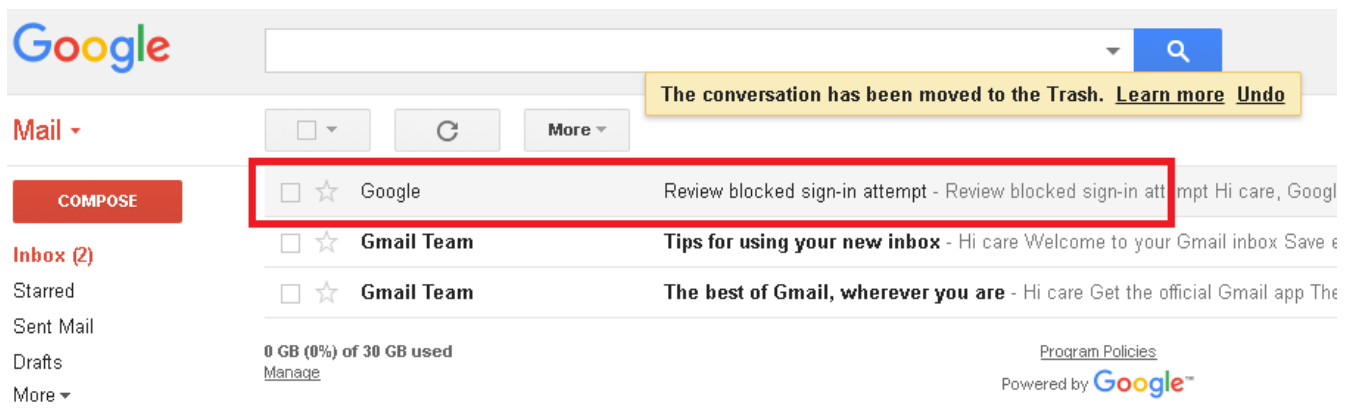 Google
The conversation has been moved to the Trash. Learn more Undo
Mail
More
COMPOSE
Google Review blocked sign-in attempt - Review blocked sign-in attempt Hi care, Googl
Gmail Team Tips for using your new inbox - Hi care Welcome to your Gmail inbox Save e
Gmail Team The best of Gmail, wherever you are - Hi care Get the official Gmail app The
Inbox (2)
Starred
Sent Mail
Drafts
More
0 GB (0%) of 30 GB used
Manage
Program Policies
Powered by Google™